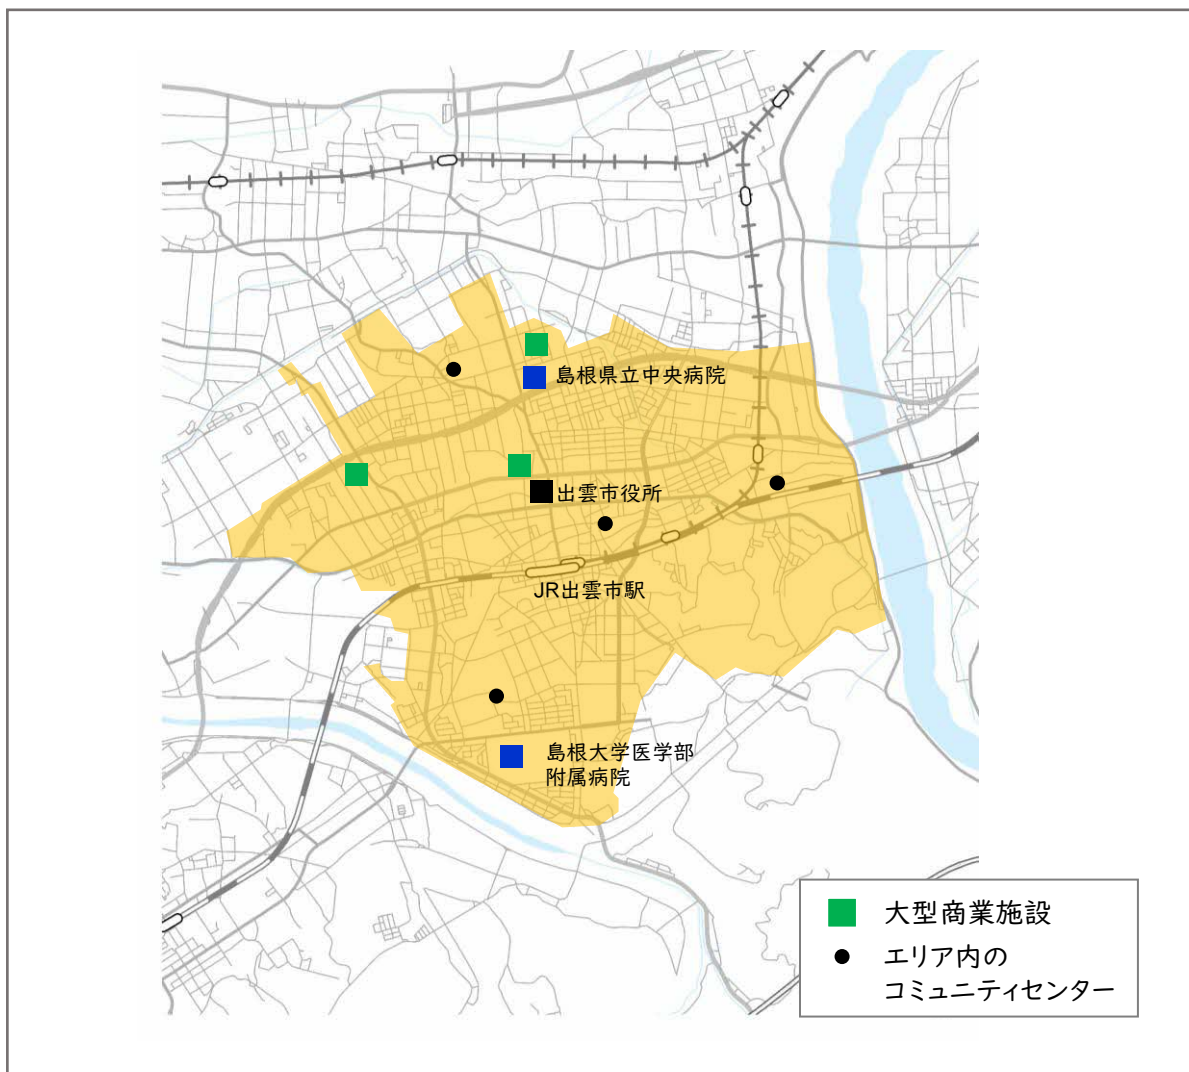 島根県立中央病院
出雲市役所
JR出雲市駅
島根大学医学部
附属病院
大型商業施設
エリア内の
コミュニティセンター